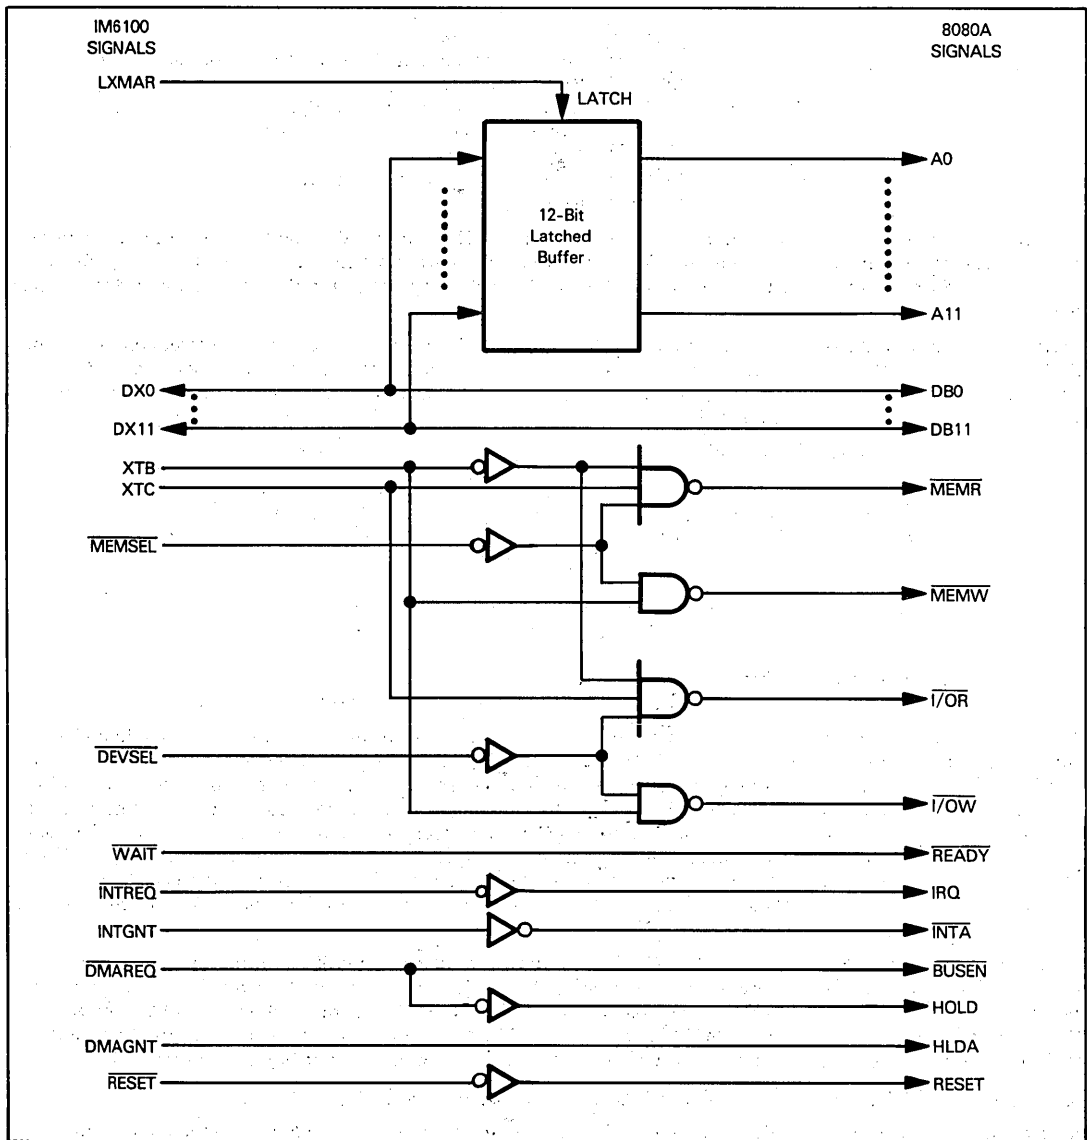 IM6100
SIGNALS
8080A
SIGNALS
LXMAR
LATCH
A0
12-Bit
Latched
Buffer
A11
DX0
DB0
DX11
DB11
XTB
XTC
MEMR
MEMSEL
MEMW
I/OR
DEVSEL
I/OW
WAIT
READY
INTREQ
IRQ
INTGNT
INTA
DMAREQ
BUSEN
HOLD
DMAGNT
HLDA
RESET
RESET